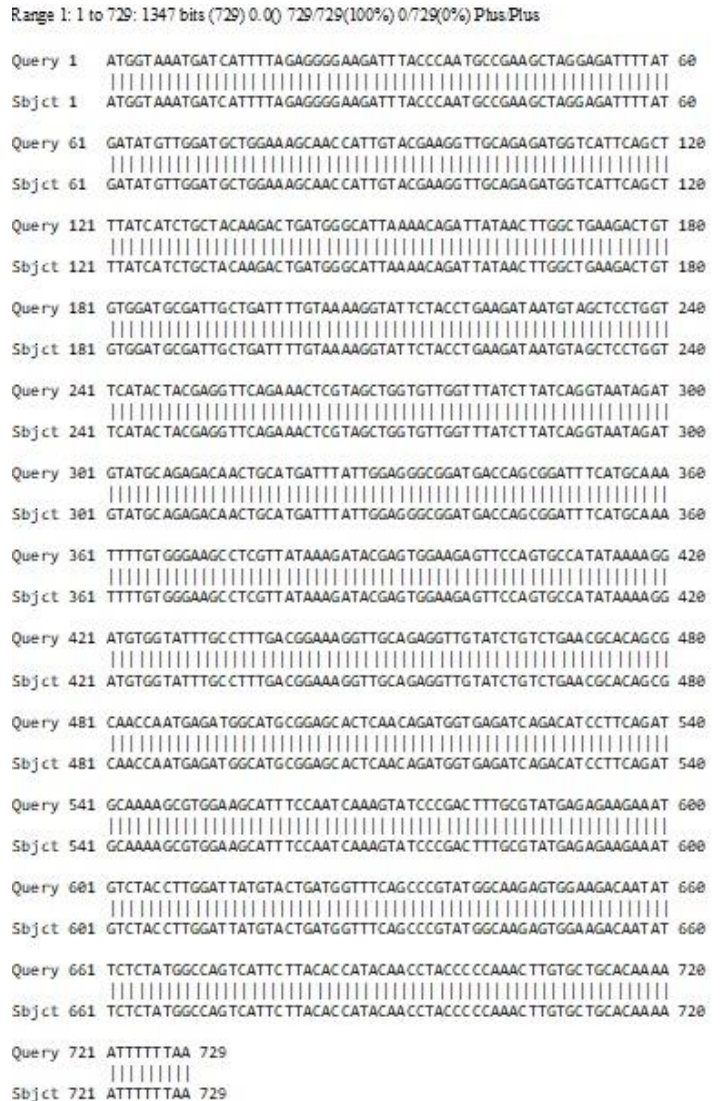 Range 1: 1 to 729: 1347 bits (729) 0.0() 729/729(100%) 0/729(0%) Plus/Plus
Query 1 ATGGTAAATGATCATTTTAGAGGGGAAGATTTACCCAATGCCGAAGCTAGGAGATTTTAT 60
||||||||||||||||||||||||||||||||||||||||||||||||||||||||||||
Sbjct 1 ATGGTAAATGATCATTTTAGAGGGGAAGATTTACCCAATGCCGAAGCTAGGAGATTTTAT 60
Query 61 GATATGTTGGATGCTGGAAAGCAACCATTGTACGAAGGTTGCAGAGATGGTCATTCAGCT 120
||||||||||||||||||||||||||||||||||||||||||||||||||||||||||||
Sbjct 61 GATATGTTGGATGCTGGAAAGCAACCATTGTACGAAGGTTGCAGAGATGGTCATTCAGCT 120
Query 121 TTATCATCTGCTACAAGACTGATGGGCATTAAAACAGATTATAACTTGGCTGAAGACTGT 180
||||||||||||||||||||||||||||||||||||||||||||||||||||||||||||
Sbjct 121 TTATCATCTGCTACAAGACTGATGGGCATTAAAACAGATTATAACTTGGCTGAAGACTGT 180
Query 181 GTGGATGCGATTGCTGATTTTGTAAAAGGTATTCTACCTGAAGATAATGTAGCTCCTGGT 240
||||||||||||||||||||||||||||||||||||||||||||||||||||||||||||
Sbjct 181 GTGGATGCGATTGCTGATTTTGTAAAAGGTATTCTACCTGAAGATAATGTAGCTCCTGGT 240
Query 241 TCATACTACGAGGTTCAGAAACTCGTAGCTGGTGTTGGTTTATCTTATCAGGTAATAGAT 300
||||||||||||||||||||||||||||||||||||||||||||||||||||||||||||
Sbjct 241 TCATACTACGAGGTTCAGAAACTCGTAGCTGGTGTTGGTTTATCTTATCAGGTAATAGAT 300
Query 301 GTATGCAGAGACAACTGCATGATTTATTGGAGGGCGGATGACCAGCGGATTTCATGCAAA 360
||||||||||||||||||||||||||||||||||||||||||||||||||||||||||||
Sbjct 301 GTATGCAGAGACAACTGCATGATTTATTGGAGGGCGGATGACCAGCGGATTTCATGCAAA 360
Query 361 TTTTGTGGGAAGCCTCGTTATAAAGATACGAGTGGAAGAGTTCCAGTGCCATATAAAAGG 420
||||||||||||||||||||||||||||||||||||||||||||||||||||||||||||
Sbjct 361 TTTTGTGGGAAGCCTCGTTATAAAGATACGAGTGGAAGAGTTCCAGTGCCATATAAAAGG 420
Query 421 ATGTGGTATTTGCCTTTGACGGAAAGGTTGCAGAGGTTGTATCTGTCTGAACGCACAGCG 480
||||||||||||||||||||||||||||||||||||||||||||||||||||||||||||
Sbjct 421 ATGTGGTATTTGCCTTTGACGGAAAGGTTGCAGAGGTTGTATCTGTCTGAACGCACAGCG 480
Query 481 CAACCAATGAGATGGCATGCGGAGCACTCAACAGATGGTGAGATCAGACATCCTTCAGAT 540
||||||||||||||||||||||||||||||||||||||||||||||||||||||||||||
Sbjct 481 CAACCAATGAGATGGCATGCGGAGCACTCAACAGATGGTGAGATCAGACATCCTTCAGAT 540
Query 541 GCAAAAGCGTGGAAGCATTTCCAATCAAAGTATCCCGACTTTGCGTATGAGAGAAGAAAT 600
||||||||||||||||||||||||||||||||||||||||||||||||||||||||||||
Sbjct 541 GCAAAAGCGTGGAAGCATTTCCAATCAAAGTATCCCGACTTTGCGTATGAGAGAAGAAAT 600
Query 601 GTCTACCTTGGATTATGTACTGATGGTTTCAGCCCGTATGGCAAGAGTGGAAGACAATAT 660
||||||||||||||||||||||||||||||||||||||||||||||||||||||||||||
Sbjct 601 GTCTACCTTGGATTATGTACTGATGGTTTCAGCCCGTATGGCAAGAGTGGAAGACAATAT 660
Query 661 TCTCTATGGCCAGTCATTCTTACACCATACAACCTACCCCCAAACTTGTGCTGCACAAAA 720
||||||||||||||||||||||||||||||||||||||||||||||||||||||||||||
Sbjct 661 TCTCTATGGCCAGTCATTCTTACACCATACAACCTACCCCCAAACTTGTGCTGCACAAAA 720
Query 721 ATTTTTTAA 729
|||||||||
Sbjct 721 ATTTTTTAA 729